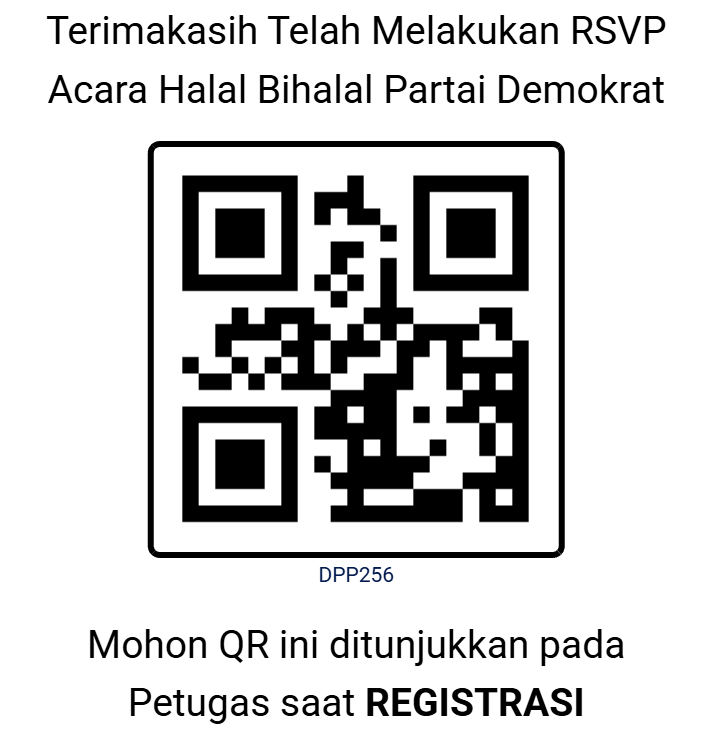 Terimakasih Telah Melakukan RSVP
Acara Halal Bihalal Partai Demokrat
DPP256
Mohon QR ini ditunjukkan pada
Petugas saat REGISTRASI